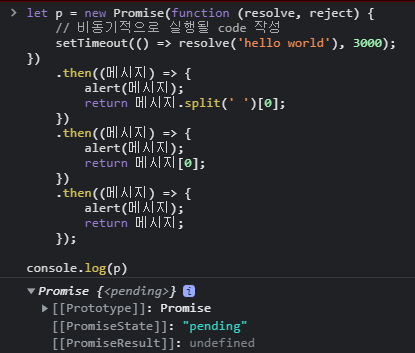 let p = new Promise(function (resolve, reject) {
    // 비동기적으로 실행될 code 작성
    setTimeout(() => resolve('hello world'), 3000);
})
    .then((메시지) => {
        alert(메시지);
        return 메시지.split(' ')[0];
    })
    .then((메시지) => {
        alert(메시지);
        return 메시지[0];
    })
    .then((메시지) => {
        alert(메시지);
        return 메시지;
    });

console.log(p)
Promise {<pending>} i
[[Prototype]]: Promise
[[PromiseState]]: "pending"
[[PromiseResult]]: undefined